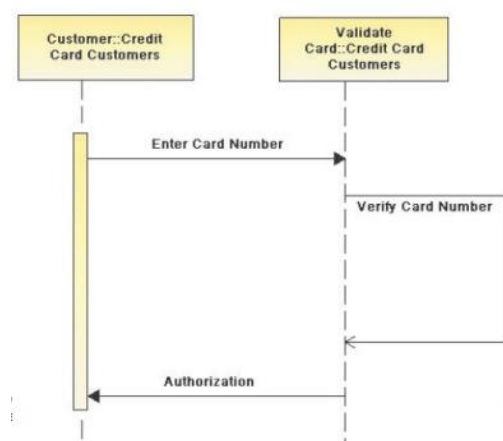 Customer::Credit
Card Customers
Validate
Card::Credit Card
Customers
Enter Card Number
Verify Card Number
Authorization